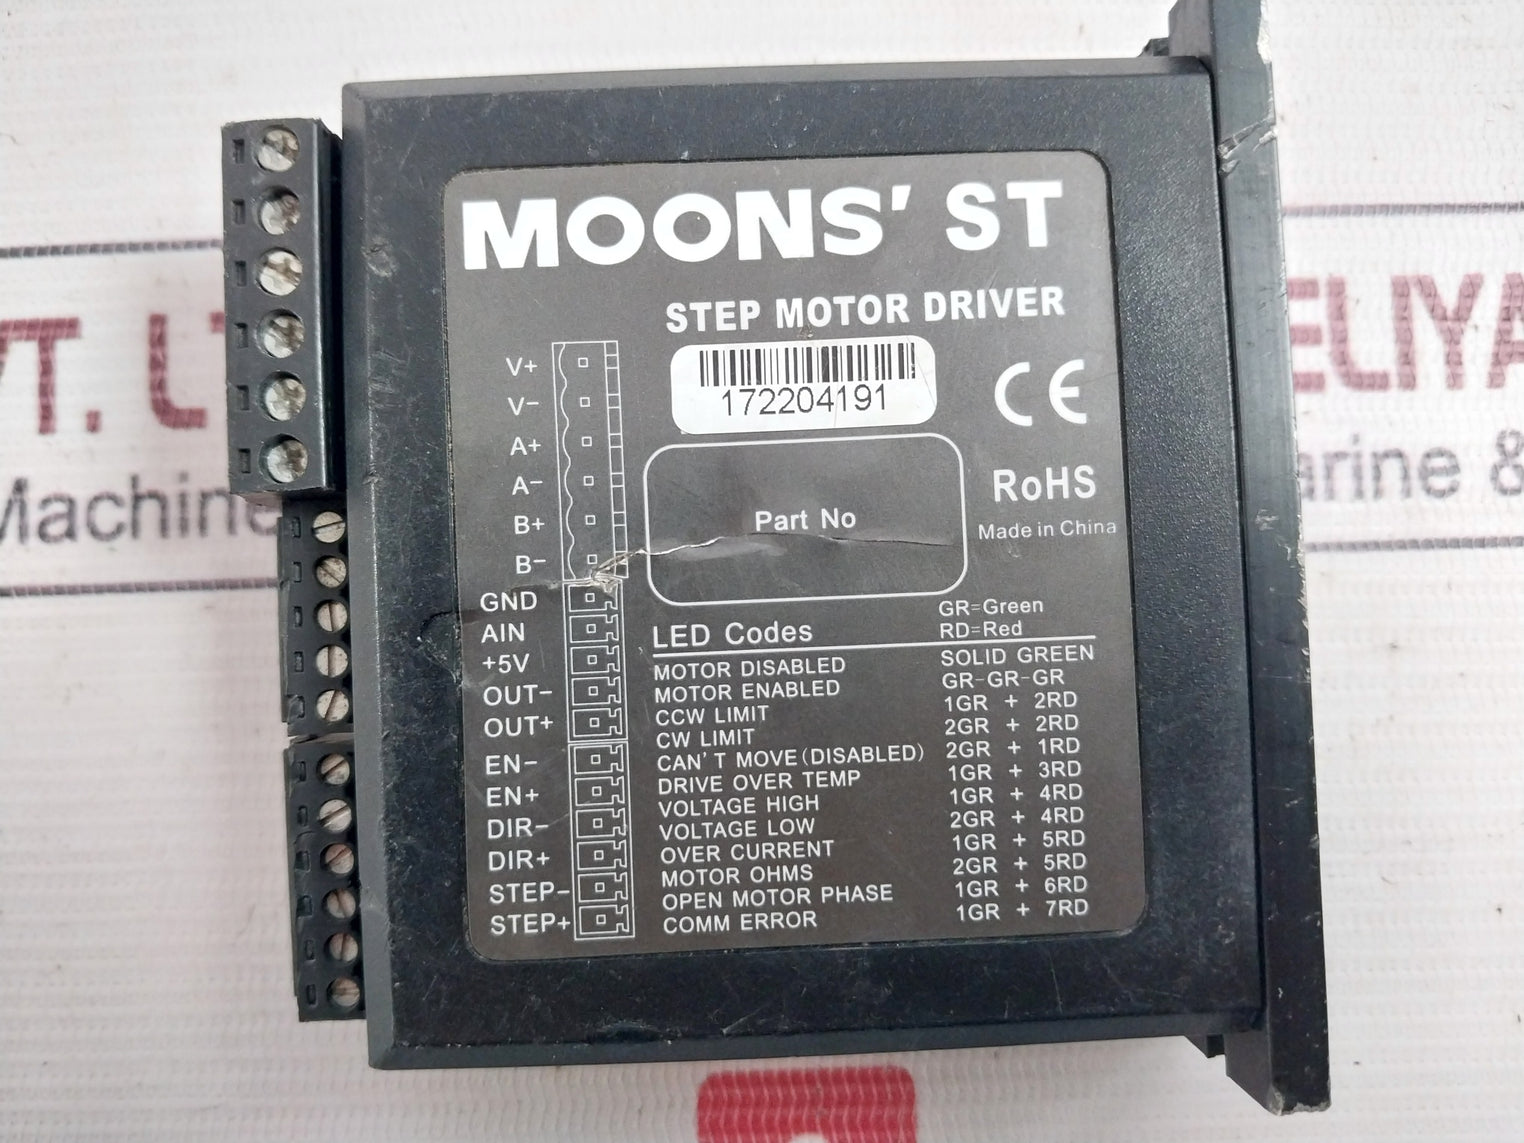 MOONS' ST
STEP MOTOR DRIVER
172204191
CE
RoHS
Made in China
Part No
V+
V-
A+
A-
B+
B-
GND
AIN
+5V
OUT-
OUT+
EN-
EN+
DIR-
DIR+
STEP-
STEP+
GR=Green
LED Codes RD=Red
MOTOR DISABLED SOLID GREEN
MOTOR ENABLED GR-GR-GR
CCW LIMIT 1GR + 2RD
CW LIMIT 2GR + 2RD
CAN'T MOVE(DISABLED) 2GR + 1RD
DRIVE OVER TEMP 1GR + 3RD
VOLTAGE HIGH 1GR + 4RD
VOLTAGE LOW 2GR + 4RD
OVER CURRENT 1GR + 5RD
MOTOR OHMS 2GR + 5RD
OPEN MOTOR PHASE 1GR + 6RD
COMM ERROR 1GR + 7RD
VT. LT
ELIYA
Machine
arine &